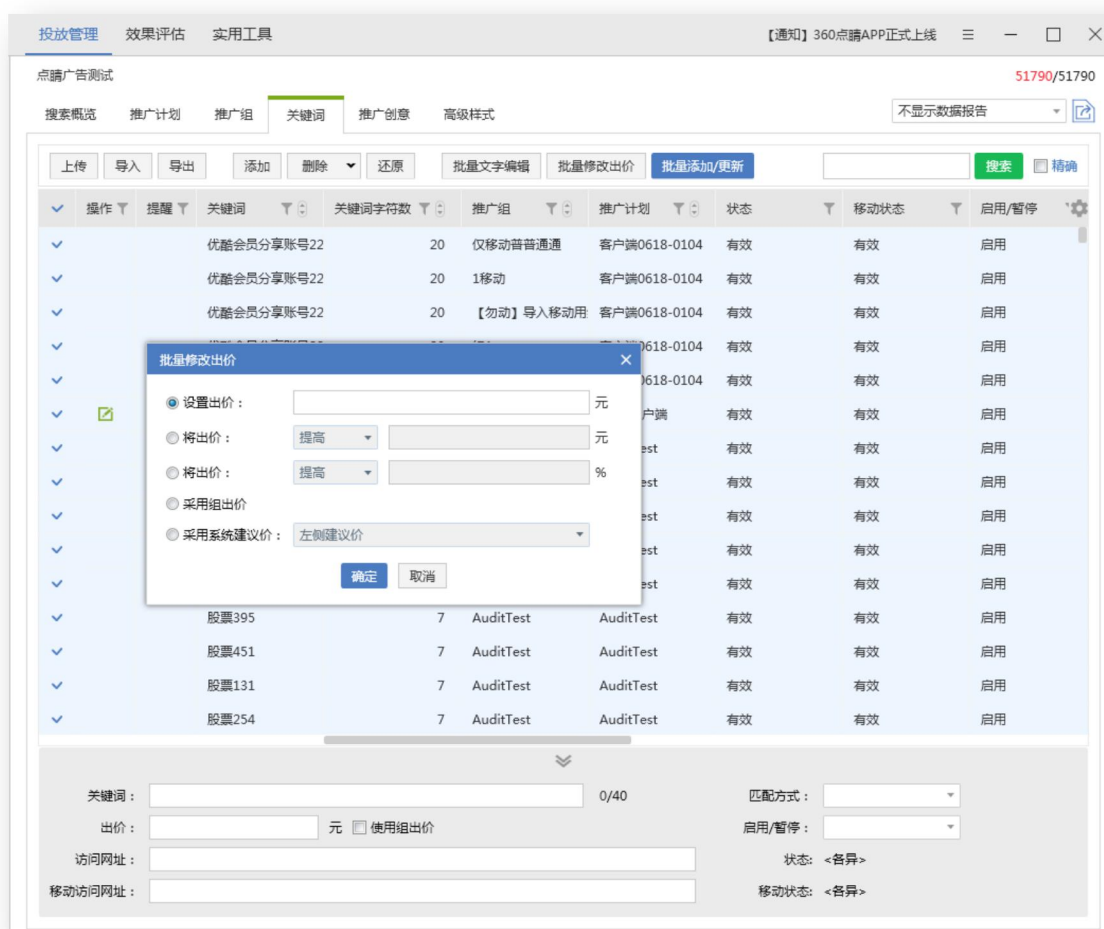 投放管理 效果评估 实用工具 【通知】360点睛APP正式上线
点睛广告测试 51790/51790
搜索概览 推广计划 推广组 关键词 推广创意 高级样式 不显示数据报告
上传 导入 导出 添加 删除 还原 批量文字编辑 批量修改出价 批量添加/更新 搜索 精确
操作 提醒 关键词 关键词字符数 推广组 推广计划 状态 移动状态 启用/暂停
优酷会员分享账号22 20 仅移动普普通通 客户端0618-0104 有效 有效 启用
优酷会员分享账号22 20 1移动 客户端0618-0104 有效 有效 启用
优酷会员分享账号22 20 【勿动】导入移动用 客户端0618-0104 有效 有效 启用
0618-0104 有效 有效 启用
批量修改出价
0618-0104 有效 有效 启用
设置出价： 元
户端 有效 有效 启用
将出价： 提高 元
est 有效 有效 启用
将出价： 提高 %
est 有效 有效 启用
采用组出价
est 有效 有效 启用
采用系统建议价： 左侧建议价
est 有效 有效 启用
确定 取消
est 有效 有效 启用
股票395 7 AuditTest AuditTest 有效 有效 启用
股票451 7 AuditTest AuditTest 有效 有效 启用
股票131 7 AuditTest AuditTest 有效 有效 启用
股票254 7 AuditTest AuditTest 有效 有效 启用
关键词： 0/40 匹配方式：
出价： 元 使用组出价 启用/暂停：
访问网址： 状态: <各异>
移动访问网址： 移动状态: <各异>